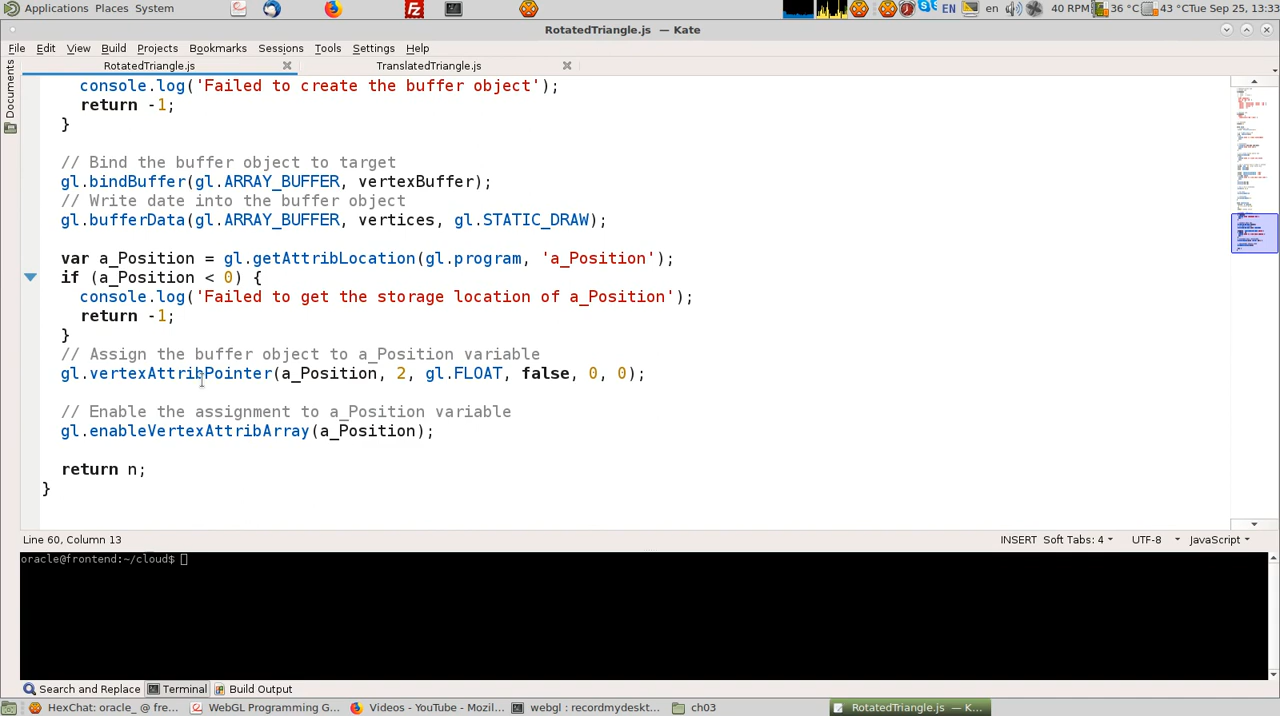 Applications Places System en EN en 40 RPM 36 °C 43 °C Tue Sep 25, 13:33
RotatedTriangle.js — Kate
File Edit View Build Projects Bookmarks Sessions Tools Settings Help
RotatedTriangle.js TranslatedTriangle.js
Documents
console.log('Failed to create the buffer object');
return -1;
}
// Bind the buffer object to target
gl.bindBuffer(gl.ARRAY_BUFFER, vertexBuffer);
// Write date into the buffer object
gl.bufferData(gl.ARRAY_BUFFER, vertices, gl.STATIC_DRAW);
var a_Position = gl.getAttribLocation(gl.program, 'a_Position');
if (a_Position < 0) {
console.log('Failed to get the storage location of a_Position');
return -1;
}
// Assign the buffer object to a_Position variable
gl.vertexAttribPointer(a_Position, 2, gl.FLOAT, false, 0, 0);
// Enable the assignment to a_Position variable
gl.enableVertexAttribArray(a_Position);
return n;
}
Line 60, Column 13 INSERT Soft Tabs: 4 UTF-8 JavaScript
oracle@frontend:~/cloud$
Search and Replace Terminal Build Output
HexChat: oracle_ @ fre... WebGL Programming G... Videos - YouTube - Mozil... webgl : recordmydeskt... ch03 RotatedTriangle.js — K...